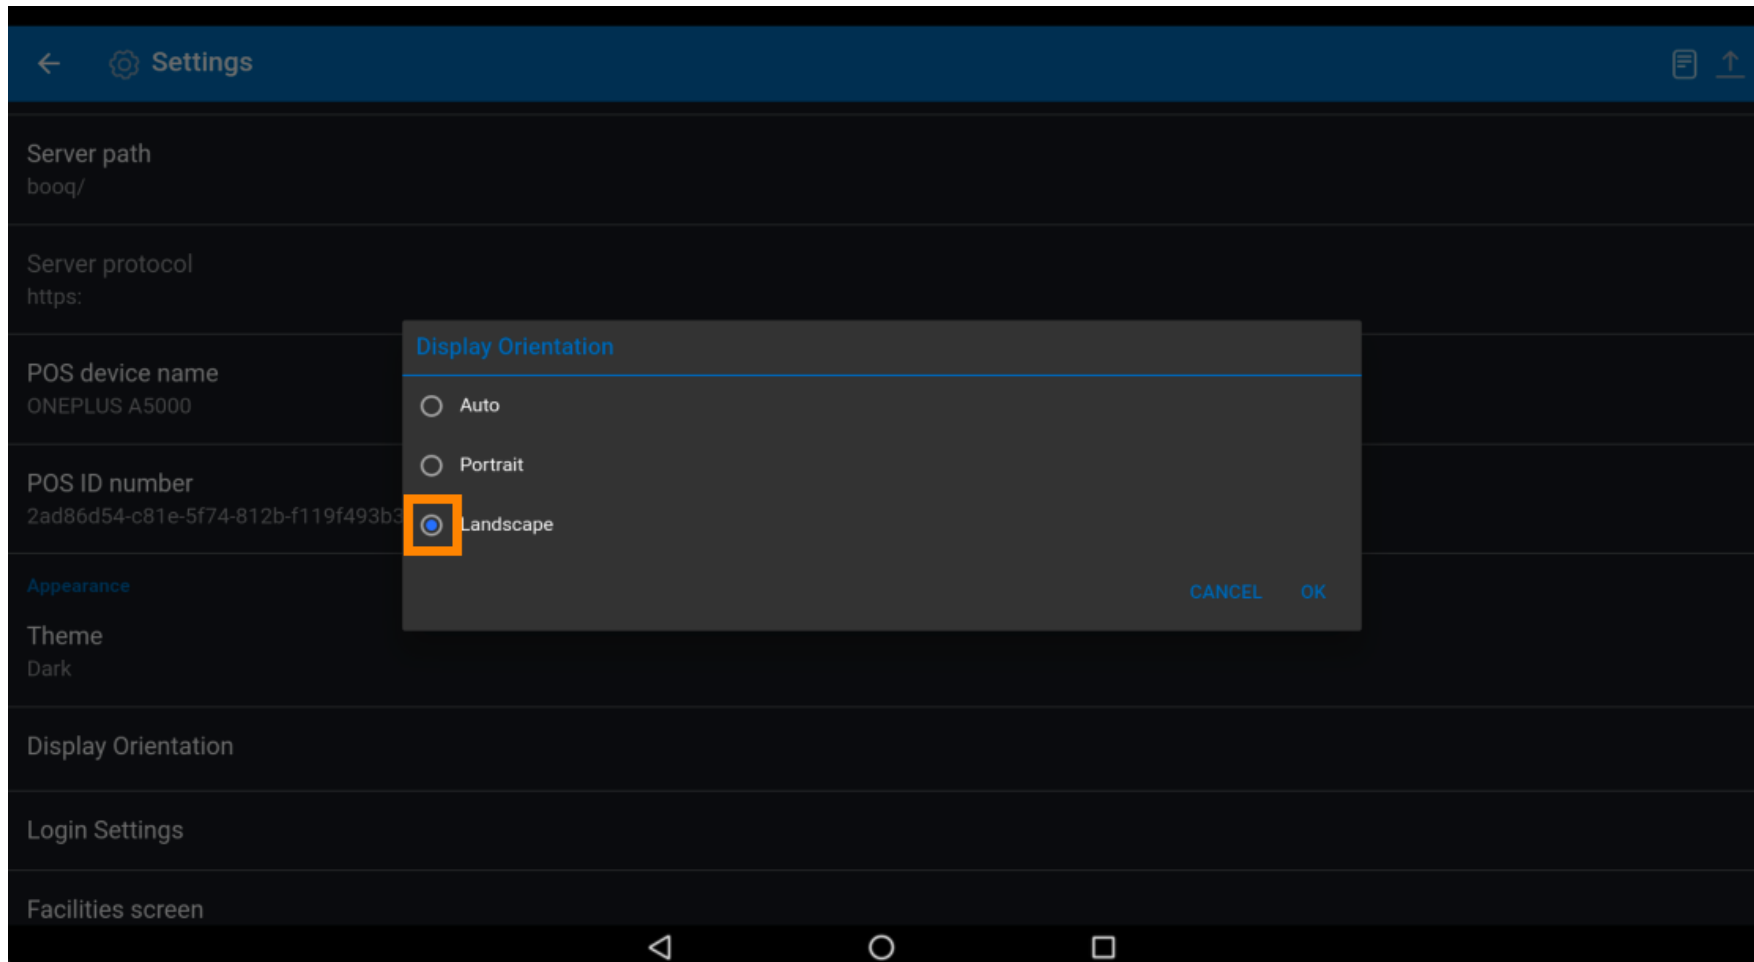 Settings
Server path
booq/
Server protocol
https:
POS device name
ONEPLUS A5000
POS ID number
2ad86d54-c81e-5f74-812b-f119f493b3
Appearance
Theme
Dark
Display Orientation
Login Settings
Facilities screen
Display Orientation
Auto
Portrait
Landscape
CANCEL OK